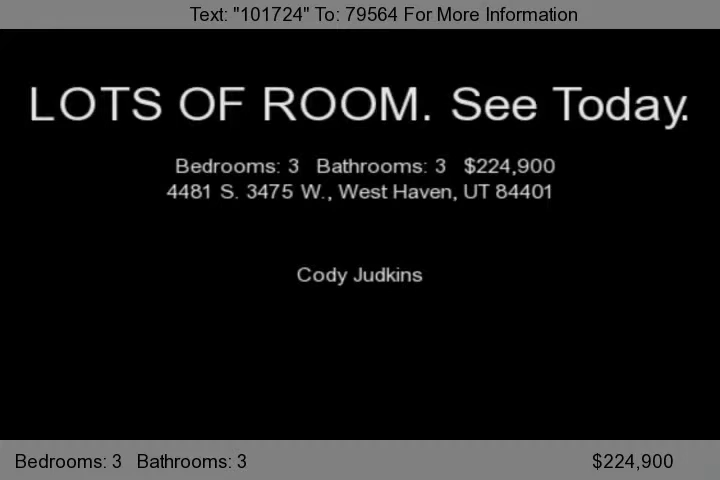 Text: "101724" To: 79564 For More Information
LOTS OF ROOM. See Today.
Bedrooms: 3 Bathrooms: 3 $224,900
4481 S. 3475 W., West Haven, UT 84401
Cody Judkins
Bedrooms: 3 Bathrooms: 3 $224,900